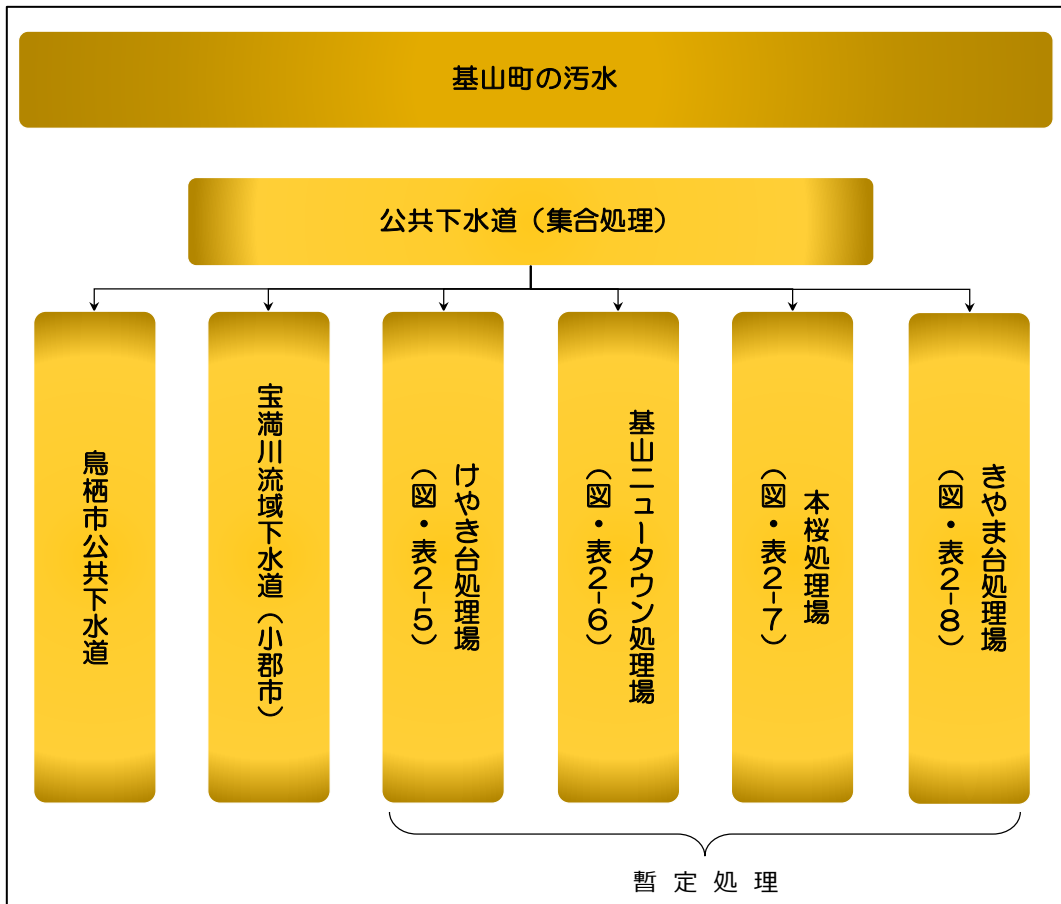 基山町の汚水
公共下水道（集合処理）
鳥栖市公共下水道
宝満川流域下水道（小郡市）
けやき台処理場
（図・表2-5）
基山ニュータウン処理場
（図・表2-6）
本桜処理場
（図・表2-7）
きやま台処理場
（図・表2-8）
暫定処理